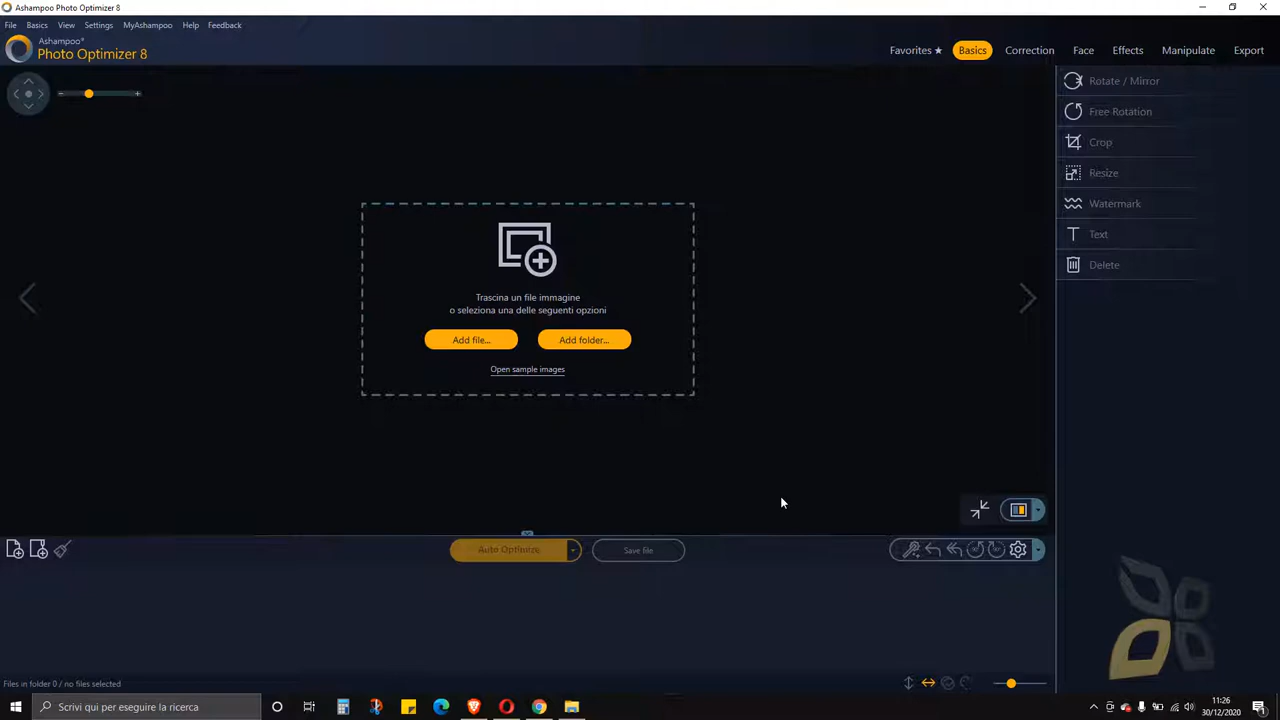 Ashampoo Photo Optimizer 8
File Basics View Settings MyAshampoo Help Feedback
Ashampoo®
Photo Optimizer 8
Favorites ★ Basics Correction Face Effects Manipulate Export
Rotate / Mirror
Free Rotation
Crop
Resize
Watermark
Text
Delete
Trascina un file immagine
o seleziona una delle seguenti opzioni
Add file... Add folder...
Open sample images
Auto Optimize Save file
Files in folder 0 / no files selected
Scrivi qui per eseguire la ricerca
11:26
30/12/2020